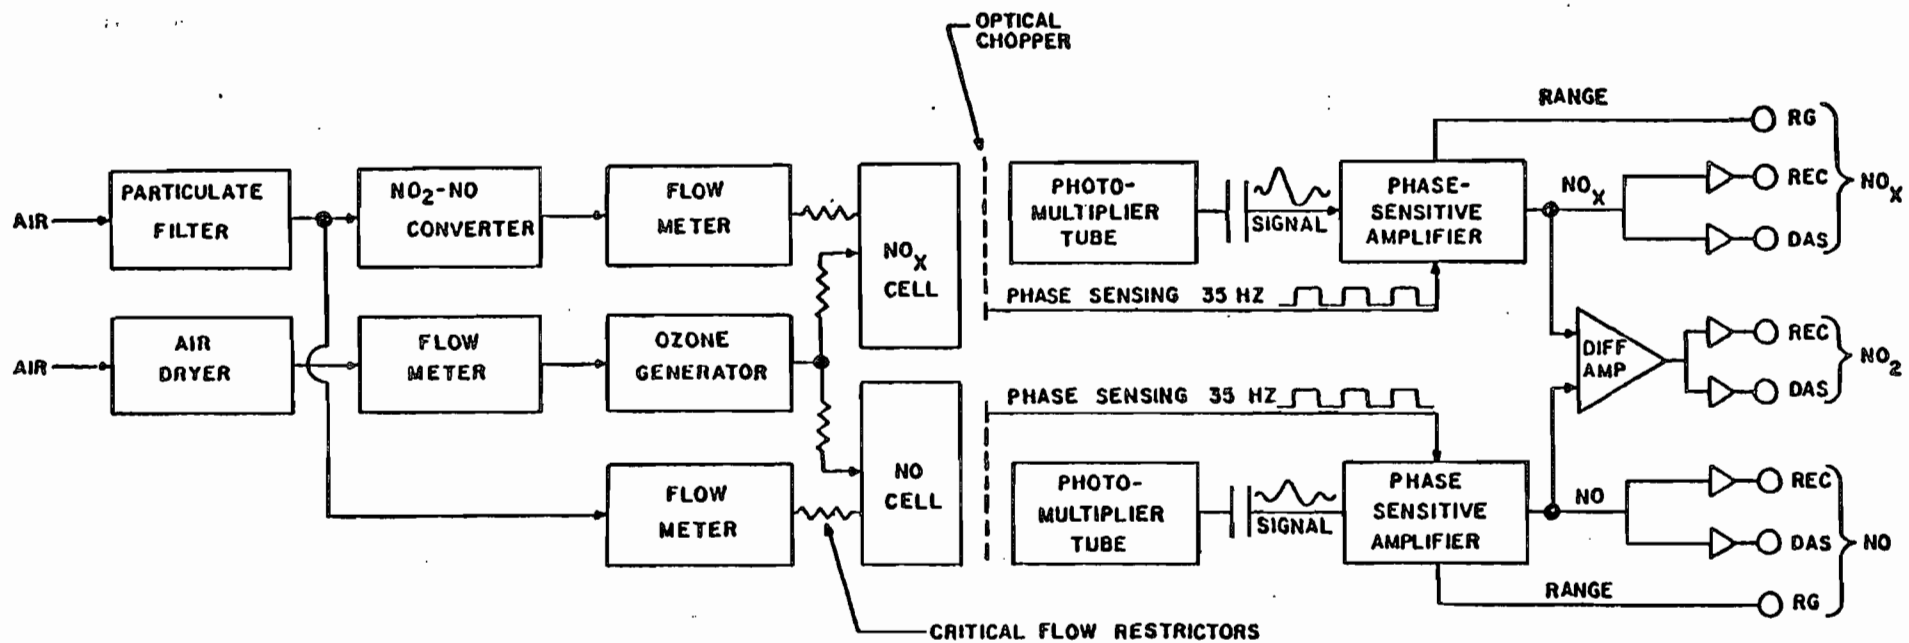 OPTICAL
CHOPPER
RANGE
RG
AIR
PARTICULATE
FILTER
NO2-NO
CONVERTER
FLOW
METER
NOX
CELL
PHOTO-
MULTIPLIER
TUBE
SIGNAL
PHASE-
SENSITIVE
AMPLIFIER
NOX
REC
DAS
NOX
PHASE SENSING 35 HZ
AIR
AIR
DRYER
FLOW
METER
OZONE
GENERATOR
DIFF
AMP
REC
DAS
NO2
PHASE SENSING 35 HZ
FLOW
METER
NO
CELL
PHOTO-
MULTIPLIER
TUBE
SIGNAL
PHASE
SENSITIVE
AMPLIFIER
NO
REC
DAS
NO
RANGE
RG
CRITICAL FLOW RESTRICTORS